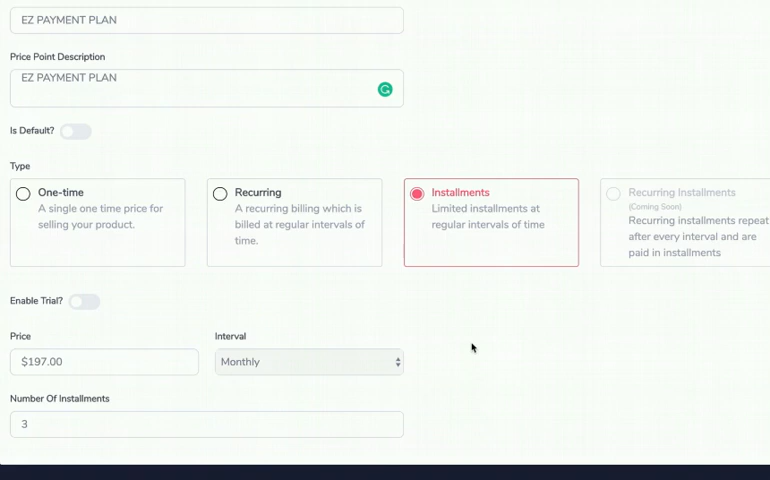 EZ PAYMENT PLAN
Price Point Description
EZ PAYMENT PLAN
Is Default?
Type
One-time
A single one time price for
selling your product.
Recurring
A recurring billing which is
billed at regular intervals of
time.
Installments
Limited installments at
regular intervals of time
Recurring Installments
(Coming Soon)
Recurring installments repeat
after every interval and are
paid in installments
Enable Trial?
Price
Interval
$197.00
Monthly
Number Of Installments
3